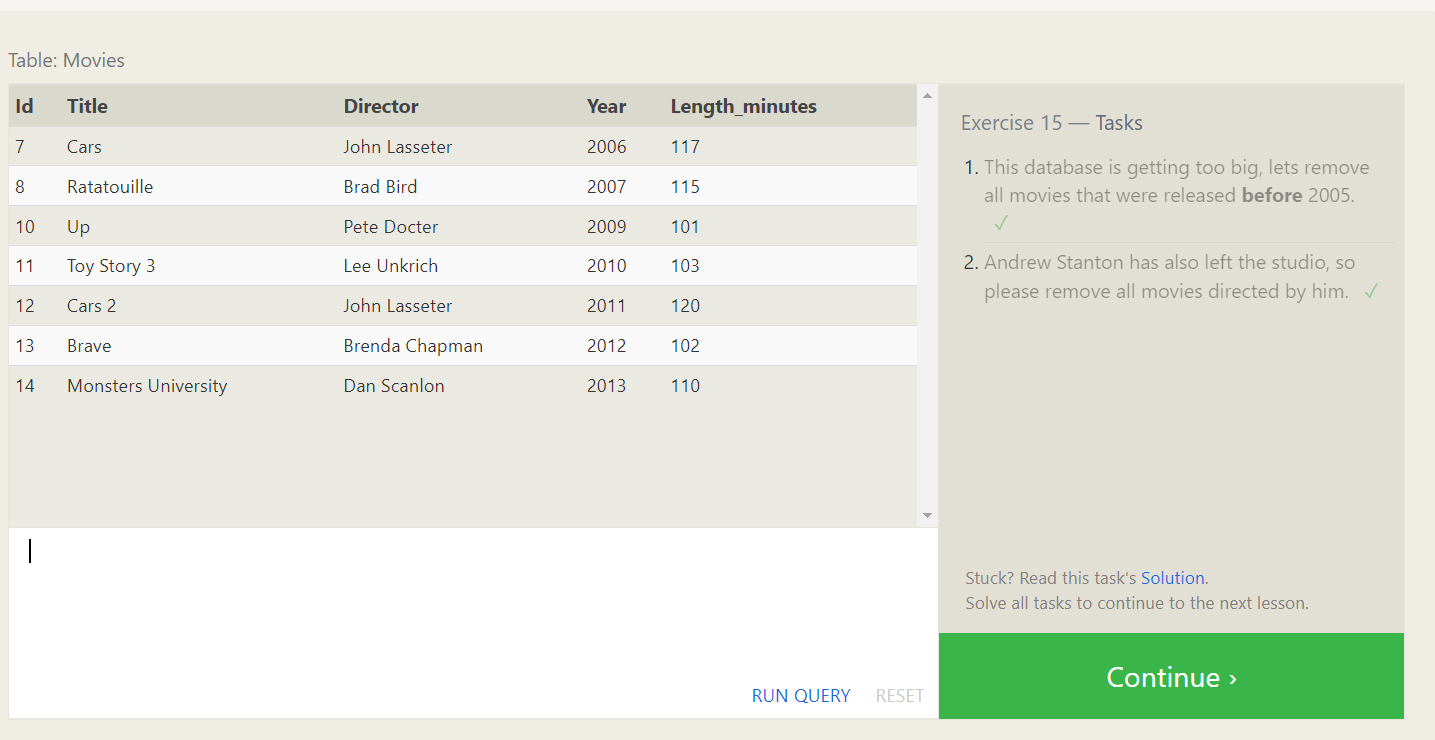 Table: Movies
Id Title Director Year Length_minutes
7 Cars John Lasseter 2006 117
8 Ratatouille Brad Bird 2007 115
10 Up Pete Docter 2009 101
11 Toy Story 3 Lee Unkrich 2010 103
12 Cars 2 John Lasseter 2011 120
13 Brave Brenda Chapman 2012 102
14 Monsters University Dan Scanlon 2013 110
RUN QUERY RESET
Exercise 15 — Tasks
1. This database is getting too big, lets remove
all movies that were released before 2005.
✓
2. Andrew Stanton has also left the studio, so
please remove all movies directed by him. ✓
Stuck? Read this task's Solution.
Solve all tasks to continue to the next lesson.
Continue ›